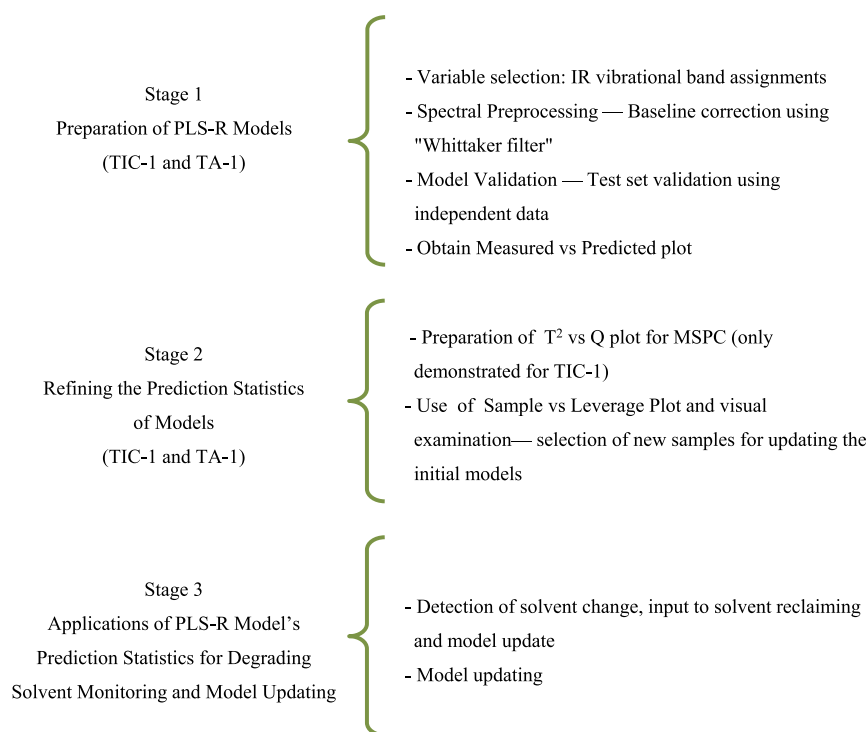 Stage 1
Preparation of PLS-R Models
(TIC-1 and TA-1)
- Variable selection: IR vibrational band assignments
- Spectral Preprocessing — Baseline correction using
"Whittaker filter"
- Model Validation — Test set validation using
independent data
- Obtain Measured vs Predicted plot
Stage 2
Refining the Prediction Statistics
of Models
(TIC-1 and TA-1)
- Preparation of T² vs Q plot for MSPC (only
demonstrated for TIC-1)
- Use of Sample vs Leverage Plot and visual
examination— selection of new samples for updating the
initial models
Stage 3
Applications of PLS-R Model’s
Prediction Statistics for Degrading
Solvent Monitoring and Model Updating
- Detection of solvent change, input to solvent reclaiming
and model update
- Model updating